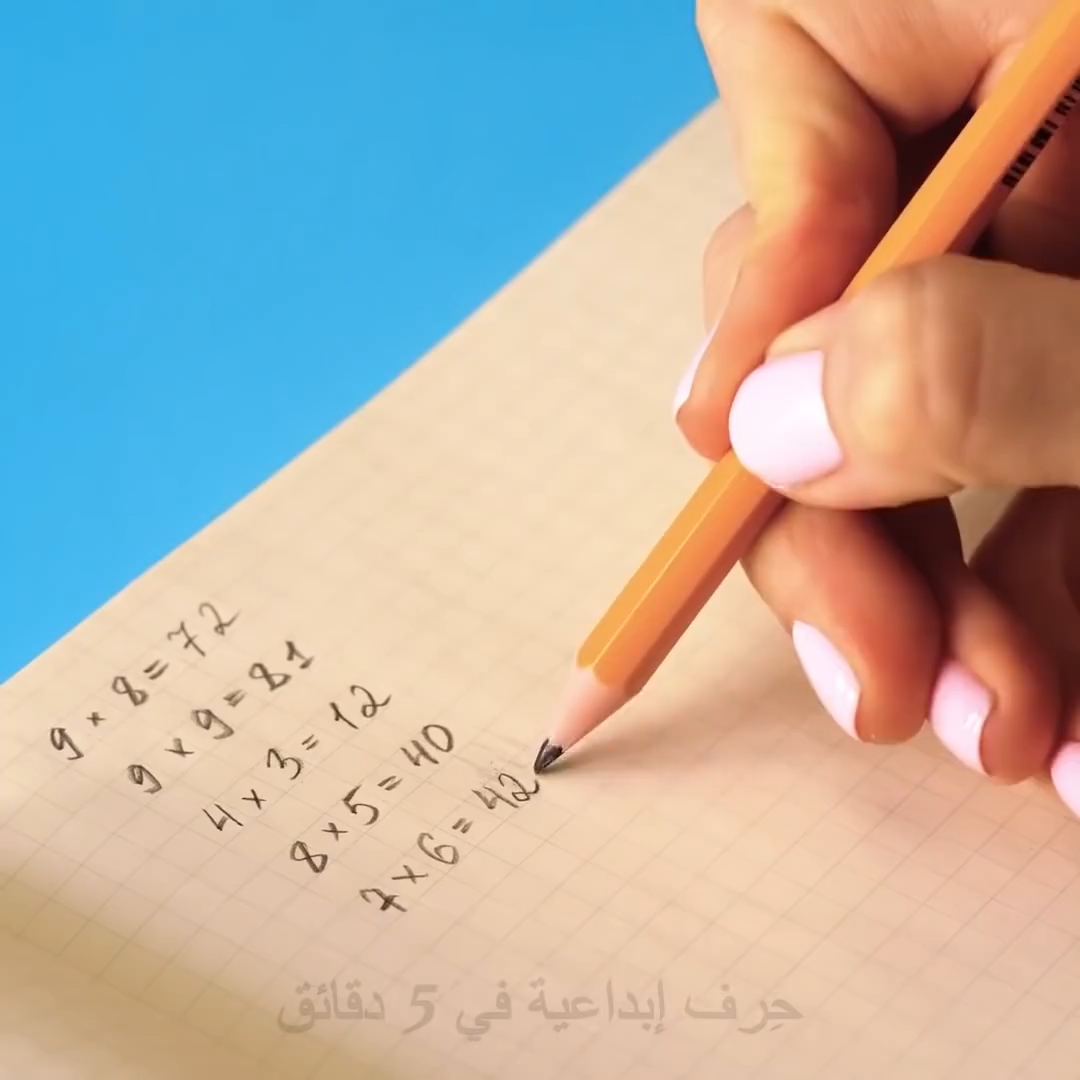 9 × 8 = 72
9 × 9 = 81
4 × 3 = 12
8 × 5 = 40
7 × 6 = 42
حِرف إبداعية في 5 دقائق